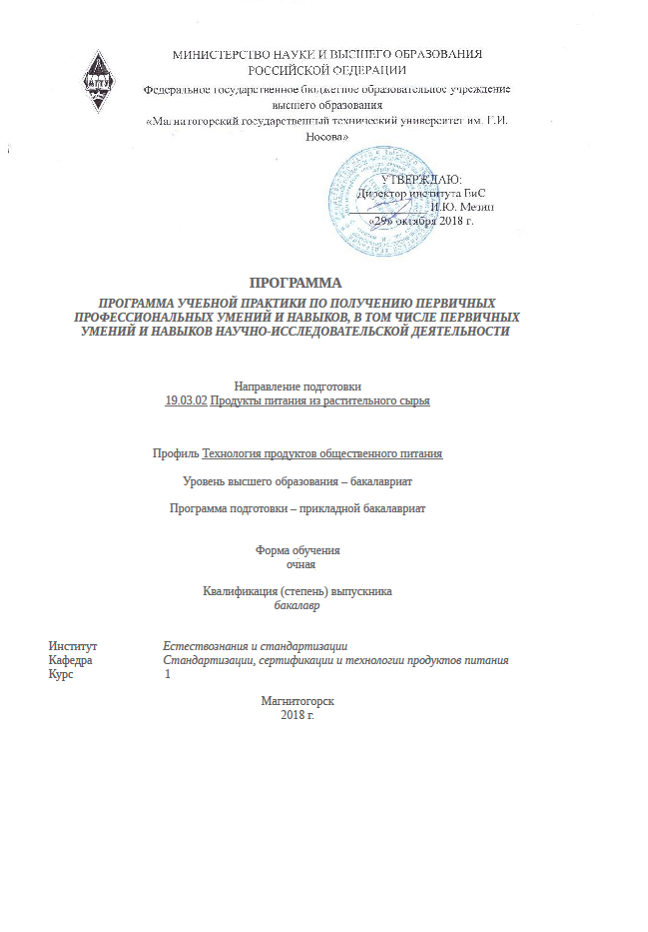 МИНИСТЕРСТВО НАУКИ И ВЫСШЕГО ОБРАЗОВАНИЯ
РОССИЙСКОЙ ФЕДЕРАЦИИ
Федеральное государственное бюджетное образовательное учреждение
высшего образования
«Магнитогорский государственный технический университет им. Г.И.
Носова»
МГТУ
УТВЕРЖДАЮ:
Директор института ЕиС
И.Ю. Мезин
«29» октября 2018 г.
ПРОГРАММА
ПРОГРАММА УЧЕБНОЙ ПРАКТИКИ ПО ПОЛУЧЕНИЮ ПЕРВИЧНЫХ
ПРОФЕССИОНАЛЬНЫХ УМЕНИЙ И НАВЫКОВ, В ТОМ ЧИСЛЕ ПЕРВИЧНЫХ
УМЕНИЙ И НАВЫКОВ НАУЧНО-ИССЛЕДОВАТЕЛЬСКОЙ ДЕЯТЕЛЬНОСТИ
Направление подготовки
19.03.02 Продукты питания из растительного сырья
Профиль Технология продуктов общественного питания
Уровень высшего образования – бакалавриат
Программа подготовки – прикладной бакалавриат
Форма обучения
очная
Квалификация (степень) выпускника
бакалавр
Институт Естествознания и стандартизации
Кафедра Стандартизации, сертификации и технологии продуктов питания
Курс 1
Магнитогорск
2018 г.